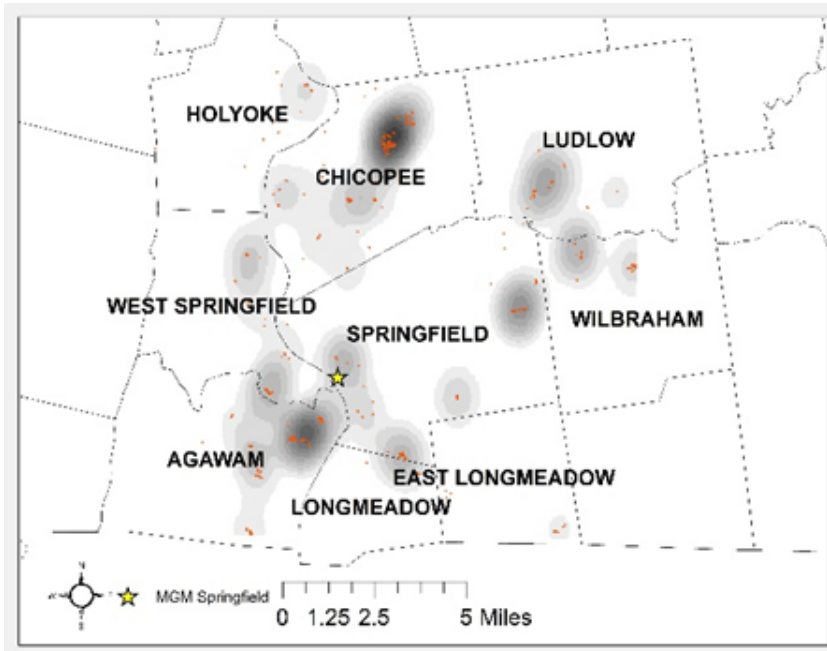 HOLYOKE
LUDLOW
CHICOPEE
WEST SPRINGFIELD
SPRINGFIELD
WILBRAHAM
AGAWAM
EAST LONGMEADOW
LONGMEADOW
N
MGM Springfield
0 1.25 2.5 5 Miles